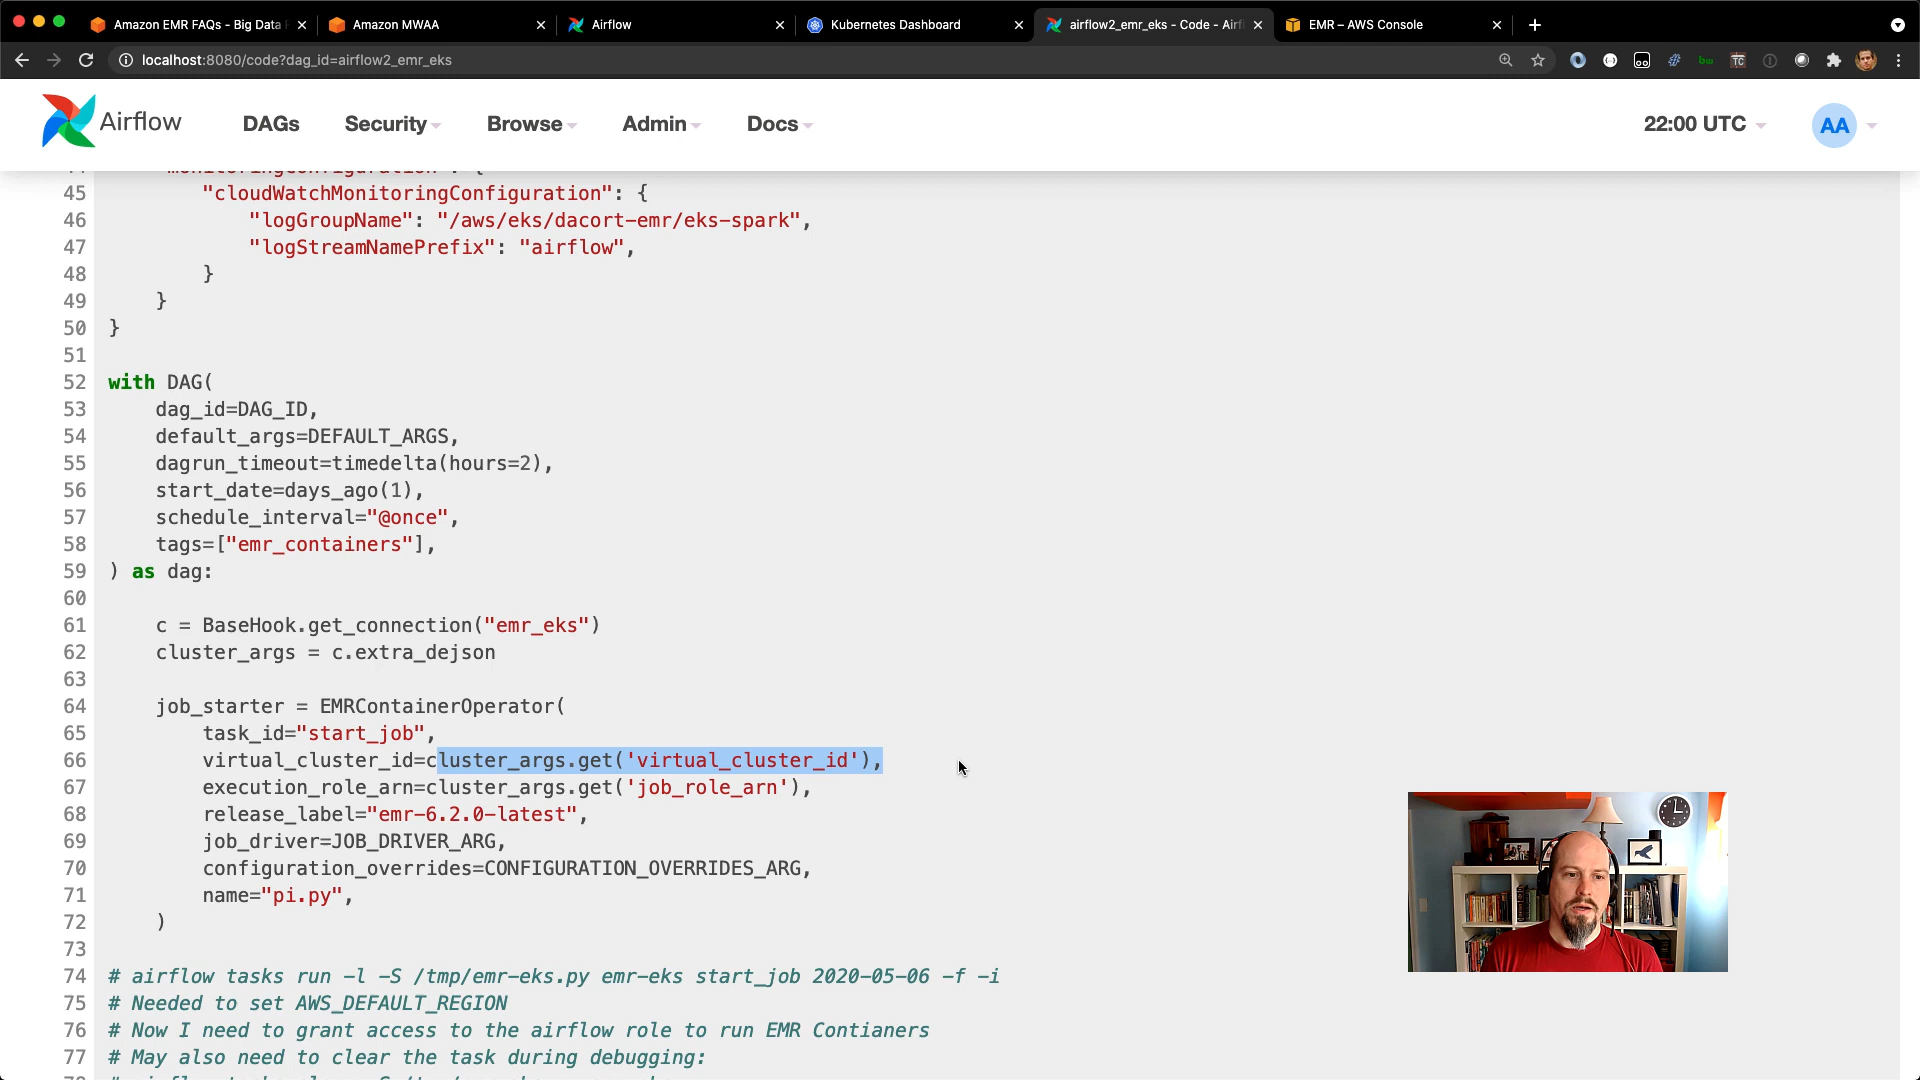 Amazon EMR FAQs - Big Data
Amazon MWAA
Airflow
Kubernetes Dashboard
airflow2_emr_eks - Code - Airf
EMR – AWS Console
localhost:8080/code?dag_id=airflow2_emr_eks
Airflow
DAGs
Security
Browse
Admin
Docs
22:00 UTC
AA
45 "cloudWatchMonitoringConfiguration": {
46 "logGroupName": "/aws/eks/dacort-emr/eks-spark",
47 "logStreamNamePrefix": "airflow",
48 }
49 }
50 }
51
52 with DAG(
53 dag_id=DAG_ID,
54 default_args=DEFAULT_ARGS,
55 dagrun_timeout=timedelta(hours=2),
56 start_date=days_ago(1),
57 schedule_interval="@once",
58 tags=["emr_containers"],
59 ) as dag:
60
61 c = BaseHook.get_connection("emr_eks")
62 cluster_args = c.extra_dejson
63
64 job_starter = EMRContainerOperator(
65 task_id="start_job",
66 virtual_cluster_id=cluster_args.get('virtual_cluster_id'),
67 execution_role_arn=cluster_args.get('job_role_arn'),
68 release_label="emr-6.2.0-latest",
69 job_driver=JOB_DRIVER_ARG,
70 configuration_overrides=CONFIGURATION_OVERRIDES_ARG,
71 name="pi.py",
72 )
73
74 # airflow tasks run -l -S /tmp/emr-eks.py emr-eks start_job 2020-05-06 -f -i
75 # Needed to set AWS_DEFAULT_REGION
76 # Now I need to grant access to the airflow role to run EMR Contianers
77 # May also need to clear the task during debugging: